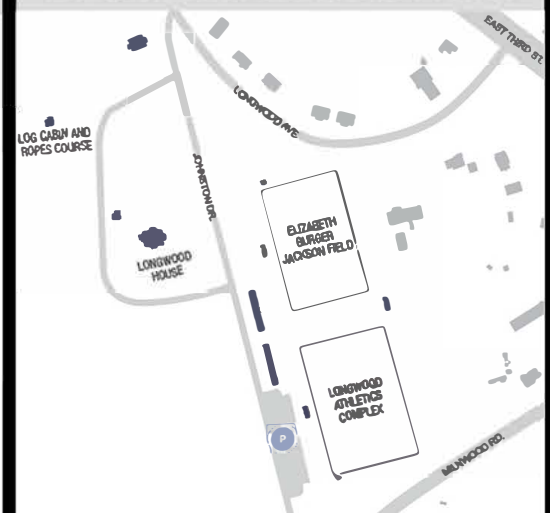 EAST THIRD ST.
LONGWOOD AVE
LOG CABIN AND
ROPES COURSE
JOHNSTON DR.
ELIZABETH
BURGER
JACKSON FIELD
LONGWOOD
HOUSE
LONGWOOD
ATHLETICS
COMPLEX
P
MILNWOOD RD.